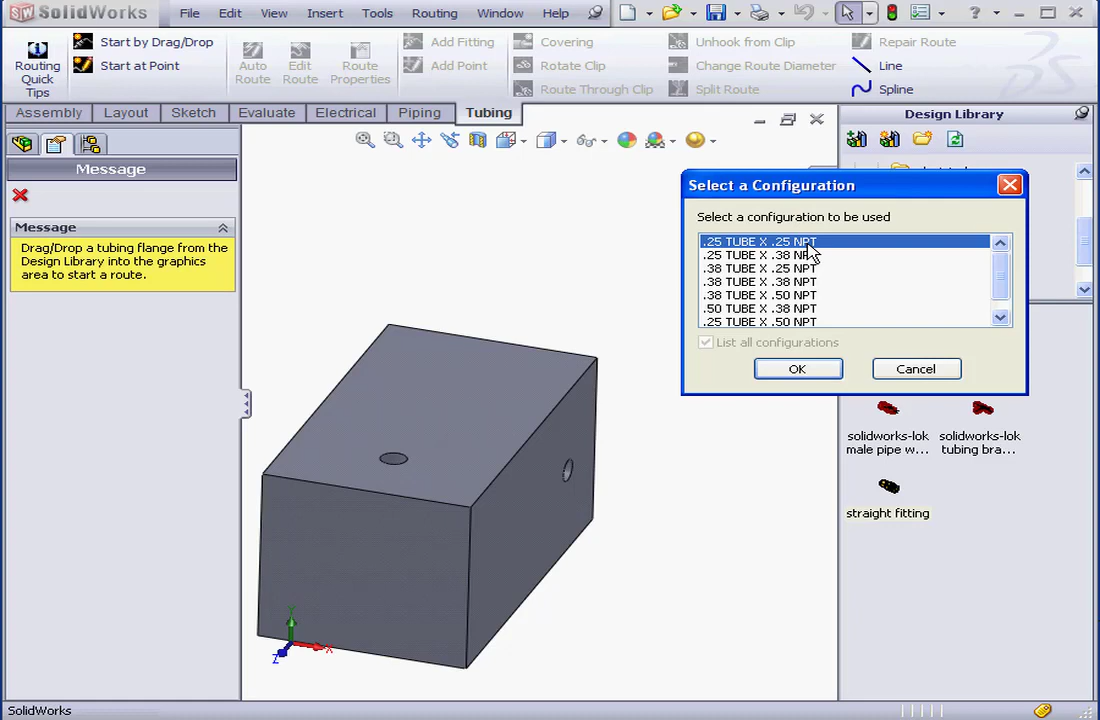 SolidWorks
File Edit View Insert Tools Routing Window Help
Routing Quick Tips
Start by Drag/Drop
Start at Point
Auto Route
Edit Route
Route Properties
Add Fitting
Add Point
Covering
Rotate Clip
Route Through Clip
Unhook from Clip
Change Route Diameter
Split Route
Repair Route
Line
Spline
Assembly Layout Sketch Evaluate Electrical Piping Tubing
Design Library
Message
Message
Drag/Drop a tubing flange from the
Design Library into the graphics
area to start a route.
Select a Configuration
Select a configuration to be used
.25 TUBE X .25 NPT
.25 TUBE X .38 NPT
.38 TUBE X .25 NPT
.38 TUBE X .38 NPT
.38 TUBE X .50 NPT
.50 TUBE X .38 NPT
.25 TUBE X .50 NPT
List all configurations
OK Cancel
solidworks-lok
male pipe w...
solidworks-lok
tubing bra...
straight fitting
Y
X
Z
SolidWorks